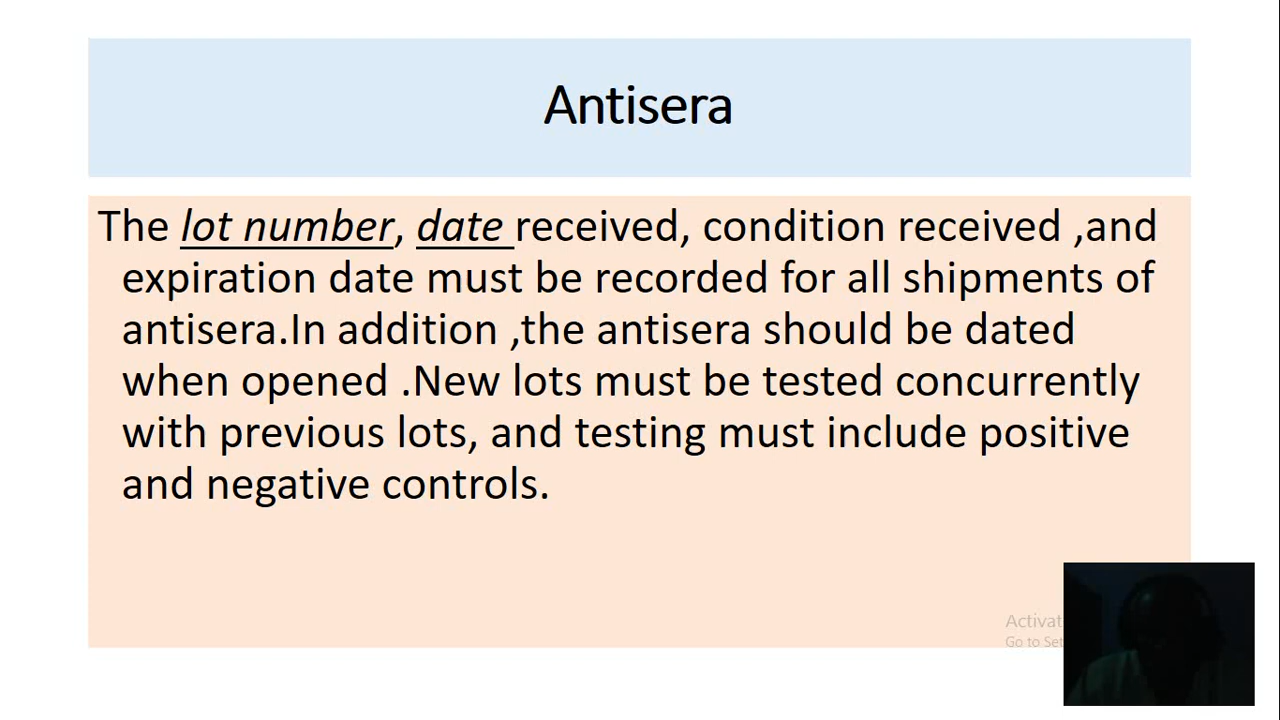 Antisera
The lot number, date received, condition received ,and
expiration date must be recorded for all shipments of
antisera.In addition ,the antisera should be dated
when opened .New lots must be tested concurrently
with previous lots, and testing must include positive
and negative controls.
Go to